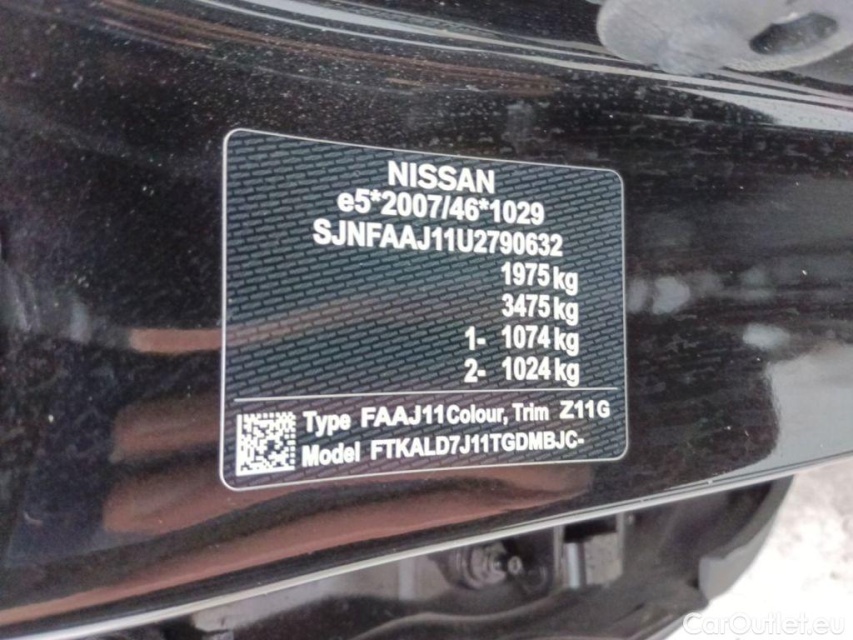 NISSAN
e5*2007/46*1029
SJNFAAJ11U2790632
1975 kg
3475 kg
1- 1074 kg
2- 1024 kg
Type FAAJ11 Colour, Trim Z11G
Model FTKALD7J11TGDMBJC-
CarOutlet.eu